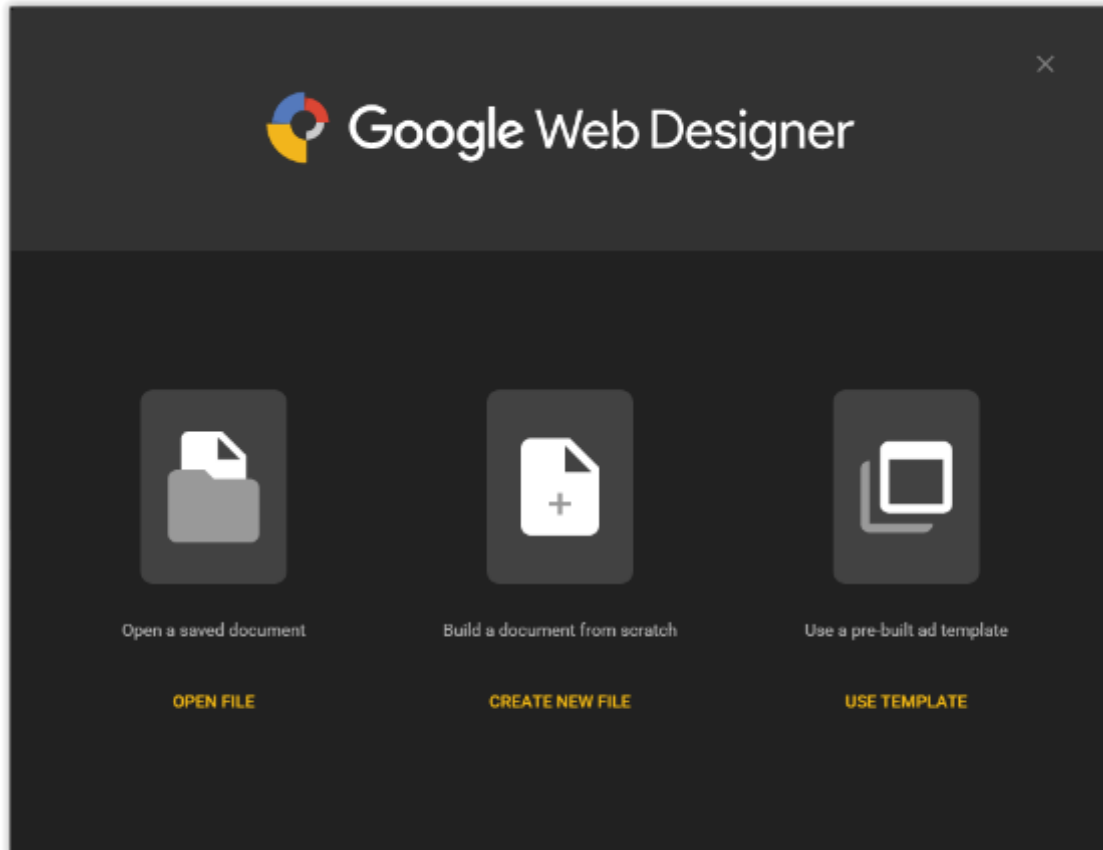 Google Web Designer
Open a saved document
Build a document from scratch
Use a pre-built ad template
OPEN FILE
CREATE NEW FILE
USE TEMPLATE